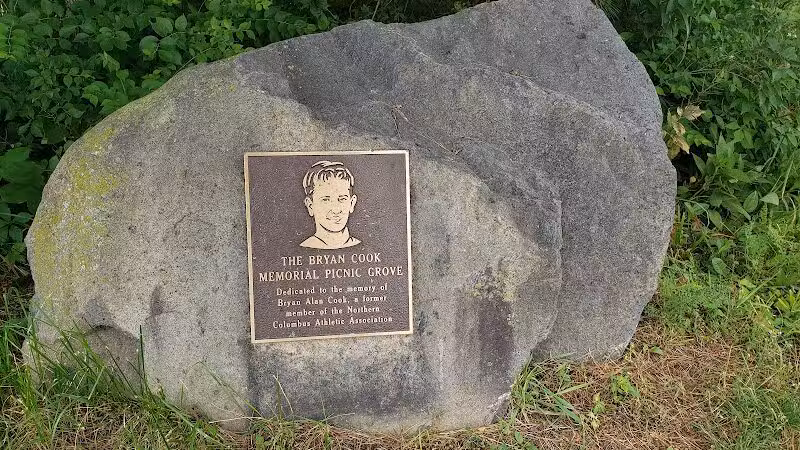 THE BRYAN COOK
MEMORIAL PICNIC GROVE
Dedicated to the memory of
Bryan Alan Cook, a former
member of the Northern
Columbus Athletic Association